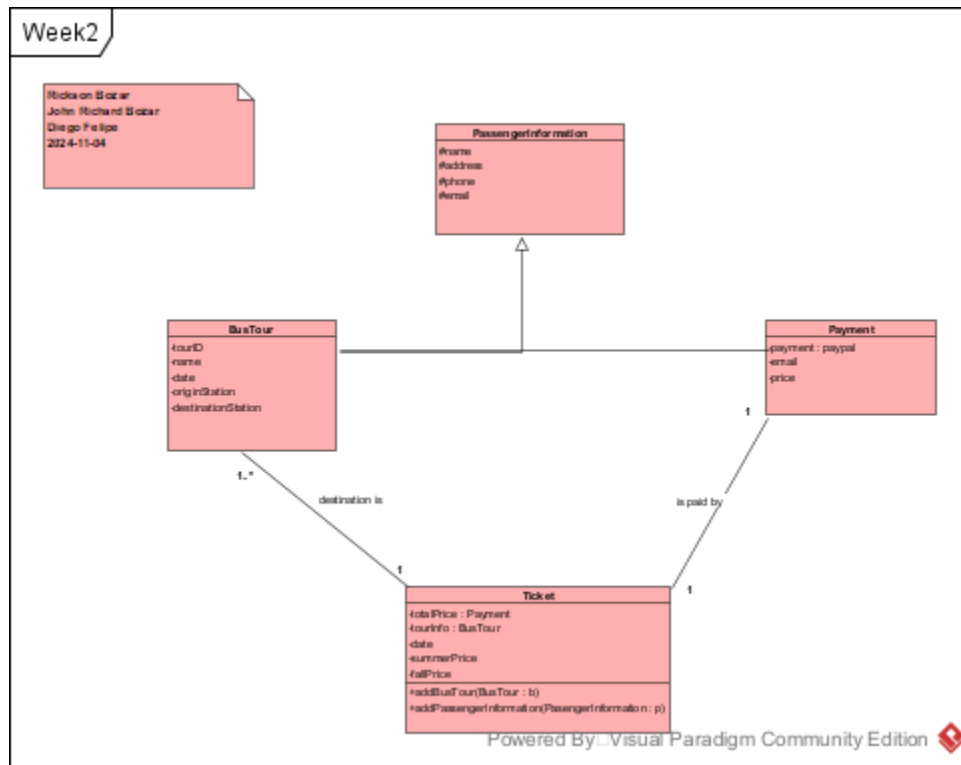 Week2
Rickson Bozar
John Richard Bozar
Diego Felipe
2024-11-04
PassengerInformation
#name
#address
#phone
#email
BusTour
-tourID
-name
-date
-originStation
-destinationStation
Payment
-payment : paypal
-email
-price
1
1..*
destination is
is paid by
1
1
Ticket
-totalPrice : Payment
-tourInfo : BusTour
-date
-summerPrice
-fallPrice
+addBusTour(BusTour : b)
+addPassengerInformation(PasengerInformation : p)
Powered By Visual Paradigm Community Edition